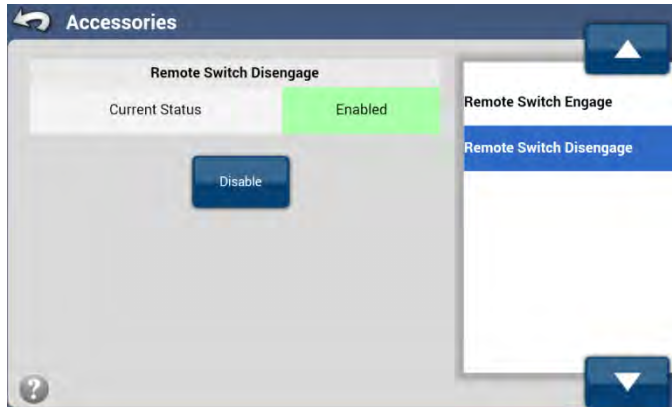 Accessories
Remote Switch Disengage
Current Status
Enabled
Disable
Remote Switch Engage
Remote Switch Disengage
?